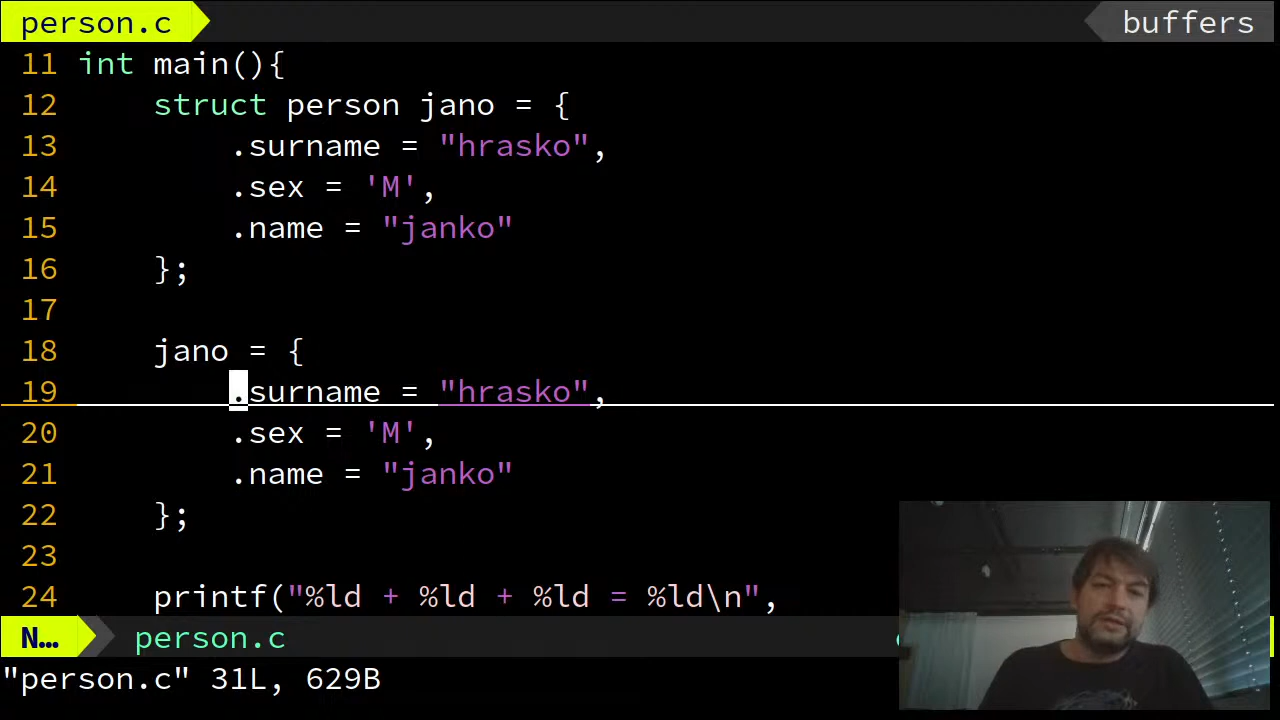 person.c buffers
11 int main(){
12 struct person jano = {
13 .surname = "hrasko",
14 .sex = 'M',
15 .name = "janko"
16 };
17
18 jano = {
19 .surname = "hrasko",
20 .sex = 'M',
21 .name = "janko"
22 };
23
24 printf("%ld + %ld + %ld = %ld\n",
N… person.c
"person.c" 31L, 629B